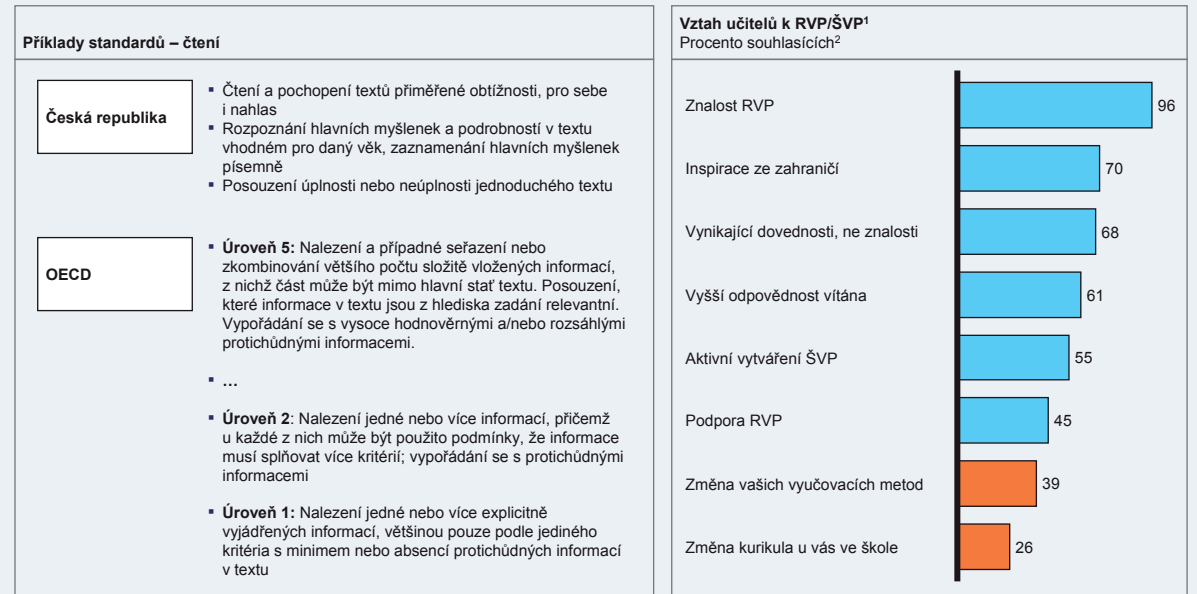 Příklady standardů – čtení
Česká republika
▪ Čtení a pochopení textů přiměřené obtížnosti, pro sebe
i nahlas
▪ Rozpoznání hlavních myšlenek a podrobností v textu
vhodném pro daný věk, zaznamenání hlavních myšlenek
písemně
▪ Posouzení úplnosti nebo neúplnosti jednoduchého textu
OECD
▪ Úroveň 5: Nalezení a případné seřazení nebo
zkombinování většího počtu složitě vložených informací,
z nichž část může být mimo hlavní stať textu. Posouzení,
které informace v textu jsou z hlediska zadání relevantní.
Vypořádání se s vysoce hodnověrnými a/nebo rozsáhlými
protichůdnými informacemi.
▪ …
▪ Úroveň 2: Nalezení jedné nebo více informací, přičemž
u každé z nich může být použito podmínky, že informace
musí splňovat více kritérií; vypořádání se s protichůdnými
informacemi
▪ Úroveň 1: Nalezení jedné nebo více explicitně
vyjádřených informací, většinou pouze podle jediného
kritéria s minimem nebo absencí protichůdných informací
v textu
Vztah učitelů k RVP/ŠVP¹
Procento souhlasících²
Znalost RVP 96
Inspirace ze zahraničí 70
Vynikající dovednosti, ne znalosti 68
Vyšší odpovědnost vítána 61
Aktivní vytváření ŠVP 55
Podpora RVP 45
Změna vašich vyučovacích metod 39
Změna kurikula u vás ve škole 26